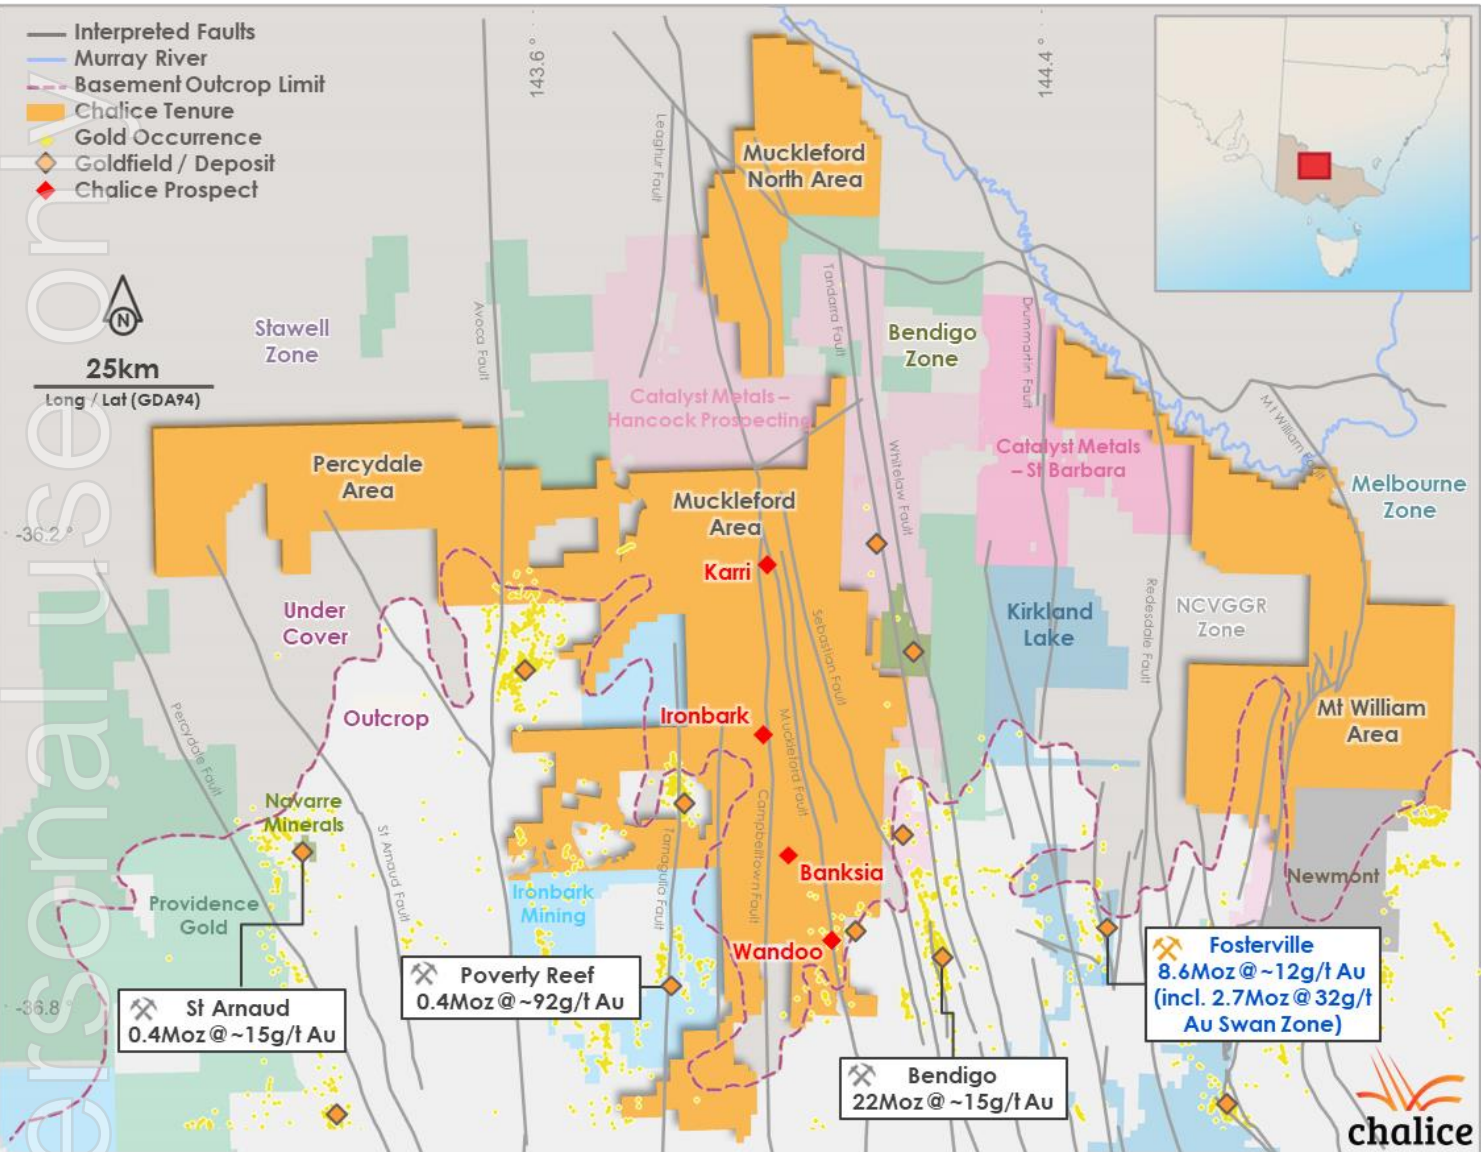 Interpreted Faults
Murray River
Basement Outcrop Limit
Chalice Tenure
Gold Occurrence
Goldfield / Deposit
Chalice Prospect
N
25km
Long / Lat (GDA94)
143.6 °
144.4 °
-36.2 °
-36.8 °
ersonal use only
Muckleford
North Area
Leaghur Fault
Avoca Fault
Tandarra Fault
Drummartin Fault
Stawell
Zone
Bendigo
Zone
Catalyst Metals –
Hancock Prospecting
Catalyst Metals
– St Barbara
Mt William Fault
Whitelaw Fault
Percydale
Area
Muckleford
Area
Melbourne
Zone
Karri
Under
Cover
Kirkland
Lake
NCVGGR
Zone
Redesdale Fault
Sebastian Fault
Outcrop
Ironbark
Mt William
Area
Percydale Fault
Muckleford Fault
Navarre
Minerals
St Arnaud Fault
Tarnagulla Fault
Campbelltown Fault
Banksia
Newmont
Providence
Gold
Ironbark
Mining
Wandoo
Fosterville
8.6Moz @ ~12g/t Au
(incl. 2.7Moz @ 32g/t
Au Swan Zone)
Poverty Reef
0.4Moz @ ~92g/t Au
St Arnaud
0.4Moz @ ~15g/t Au
Bendigo
22Moz @ ~15g/t Au
chalice